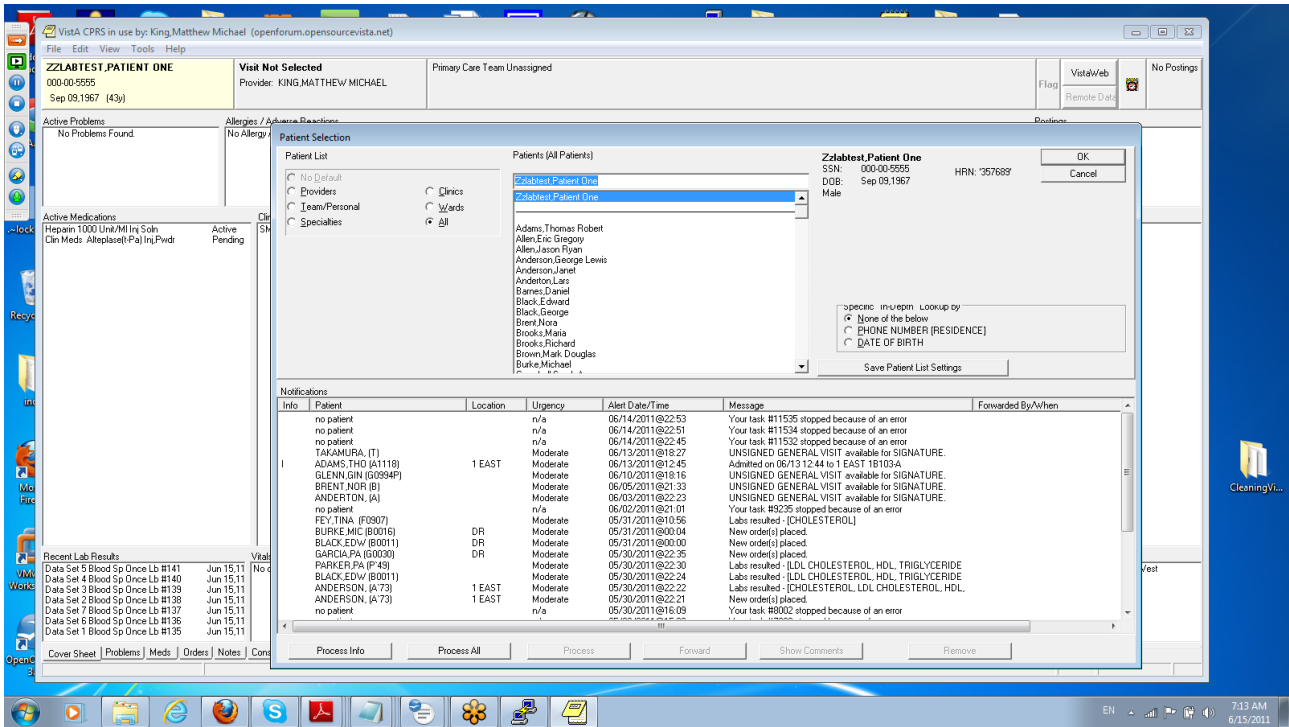 VistA CPRS in use by: King,Matthew Michael (openforum.opensourcevista.net)
File Edit View Tools Help
ZZLABTEST,PATIENT ONE
000-00-5555
Sep 09,1967 (43y)
Visit Not Selected
Provider: KING,MATTHEW MICHAEL
Primary Care Team Unassigned
Flag
VistaWeb
Remote Data
No Postings
Active Problems
No Problems Found.
Allergies / Adverse Reactions
No Allergy
Postings
Active Medications
Heparin 1000 Unit/Ml Inj Soln Active
Clin Meds Alteplase(t-Pa) Inj,Pwdr Pending
Recent Lab Results
Data Set 5 Blood Sp Once Lb #141 Jun 15,11
Data Set 4 Blood Sp Once Lb #140 Jun 15,11
Data Set 3 Blood Sp Once Lb #139 Jun 15,11
Data Set 2 Blood Sp Once Lb #138 Jun 15,11
Data Set 7 Blood Sp Once Lb #137 Jun 15,11
Data Set 6 Blood Sp Once Lb #136 Jun 15,11
Data Set 1 Blood Sp Once Lb #135 Jun 15,11
Cover Sheet Problems Meds Orders Notes Cons
Patient Selection
Patient List
No Default
Providers
Team/Personal
Specialties
Clinics
Wards
All
Patients (All Patients)
Zzlabtest,Patient One
Zzlabtest,Patient One
Adams,Thomas Robert
Allen,Eric Gregory
Allen,Jason Ryan
Anderson,George Lewis
Anderson,Janet
Anderton,Lars
Barnes,Daniel
Black,Edward
Black,George
Brent,Nora
Brooks,Maria
Brooks,Richard
Brown,Mark Douglas
Burke,Michael
Zzlabtest,Patient One
SSN: 000-00-5555 HRN: '357689'
DOB: Sep 09,1967
Male
OK
Cancel
Specific "In-Depth" Lookup by
None of the below
PHONE NUMBER [RESIDENCE]
DATE OF BIRTH
Save Patient List Settings
Notifications
Info Patient Location Urgency Alert Date/Time Message Forwarded By/When
no patient n/a 06/14/2011@22:53 Your task #11535 stopped because of an error
no patient n/a 06/14/2011@22:51 Your task #11534 stopped because of an error
no patient n/a 06/14/2011@22:45 Your task #11532 stopped because of an error
TAKAMURA, (T) Moderate 06/13/2011@18:27 UNSIGNED GENERAL VISIT available for SIGNATURE.
I ADAMS,THO (A1118) 1 EAST Moderate 06/13/2011@12:45 Admitted on 06/13 12:44 to 1 EAST 1B103-A
GLENN,GIN (G0994P) Moderate 06/10/2011@18:16 UNSIGNED GENERAL VISIT available for SIGNATURE.
BRENT,NOR (B) Moderate 06/05/2011@21:33 UNSIGNED GENERAL VISIT available for SIGNATURE.
ANDERTON, (A) Moderate 06/03/2011@22:23 UNSIGNED GENERAL VISIT available for SIGNATURE.
no patient n/a 06/02/2011@21:01 Your task #9235 stopped because of an error
FEY,TINA (F0907) Moderate 05/31/2011@10:56 Labs resulted - [CHOLESTEROL]
BURKE,MIC (B0016) DR Moderate 05/31/2011@00:04 New order(s) placed.
BLACK,EDW (B0011) DR Moderate 05/31/2011@00:00 New order(s) placed.
GARCIA,PA (G0030) DR Moderate 05/30/2011@22:35 New order(s) placed.
PARKER,PA (P'49) Moderate 05/30/2011@22:30 Labs resulted - [LDL CHOLESTEROL, HDL, TRIGLYCERIDE
BLACK,EDW (B0011) Moderate 05/30/2011@22:24 Labs resulted - [LDL CHOLESTEROL, HDL, TRIGLYCERIDE
ANDERSON, (A'73) 1 EAST Moderate 05/30/2011@22:22 Labs resulted - [CHOLESTEROL, LDL CHOLESTEROL, HDL,
ANDERSON, (A'73) 1 EAST Moderate 05/30/2011@22:21 New order(s) placed.
no patient n/a 05/30/2011@16:09 Your task #8002 stopped because of an error
Process Info Process All Process Forward Show Comments Remove
CleaningVi...
EN
7:13 AM
6/15/2011